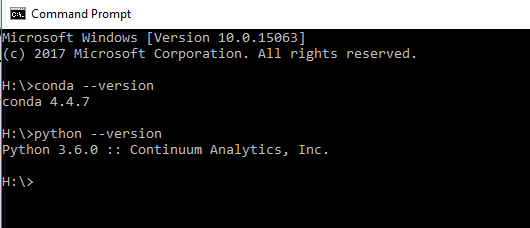 Command Prompt
Microsoft Windows [Version 10.0.15063]
(c) 2017 Microsoft Corporation. All rights reserved.
H:\>conda --version
conda 4.4.7
H:\>python --version
Python 3.6.0 :: Continuum Analytics, Inc.
H:\>